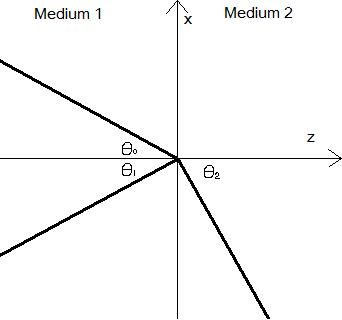 Medium 1
Medium 2
x
z
θ₀
θ₁
θ₂